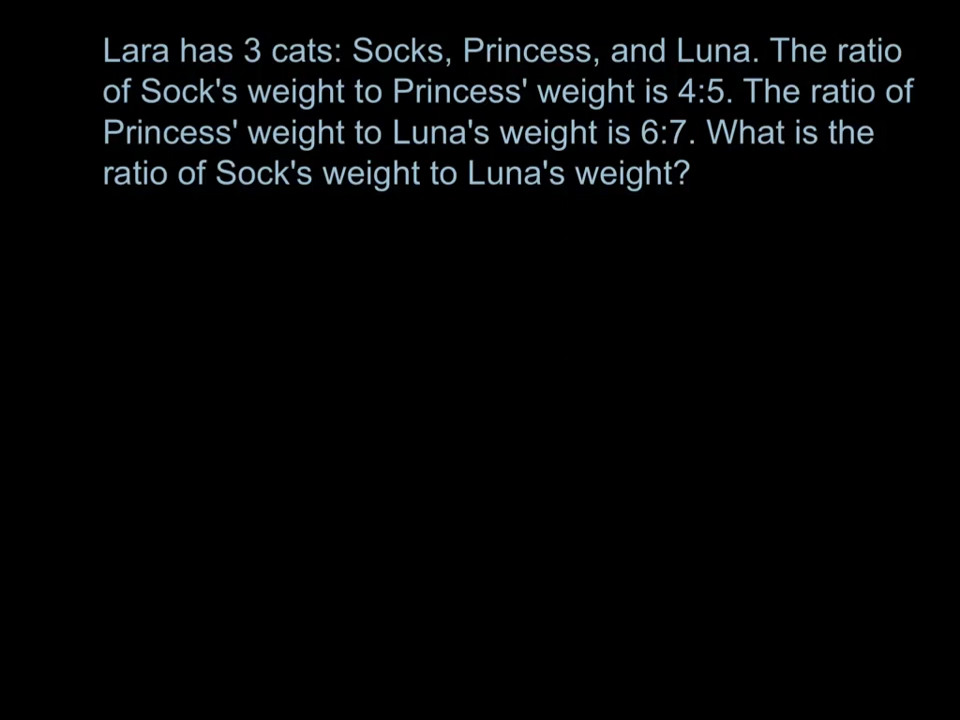 Lara has 3 cats: Socks, Princess, and Luna. The ratio
of Sock's weight to Princess' weight is 4:5. The ratio of
Princess' weight to Luna's weight is 6:7. What is the
ratio of Sock's weight to Luna's weight?